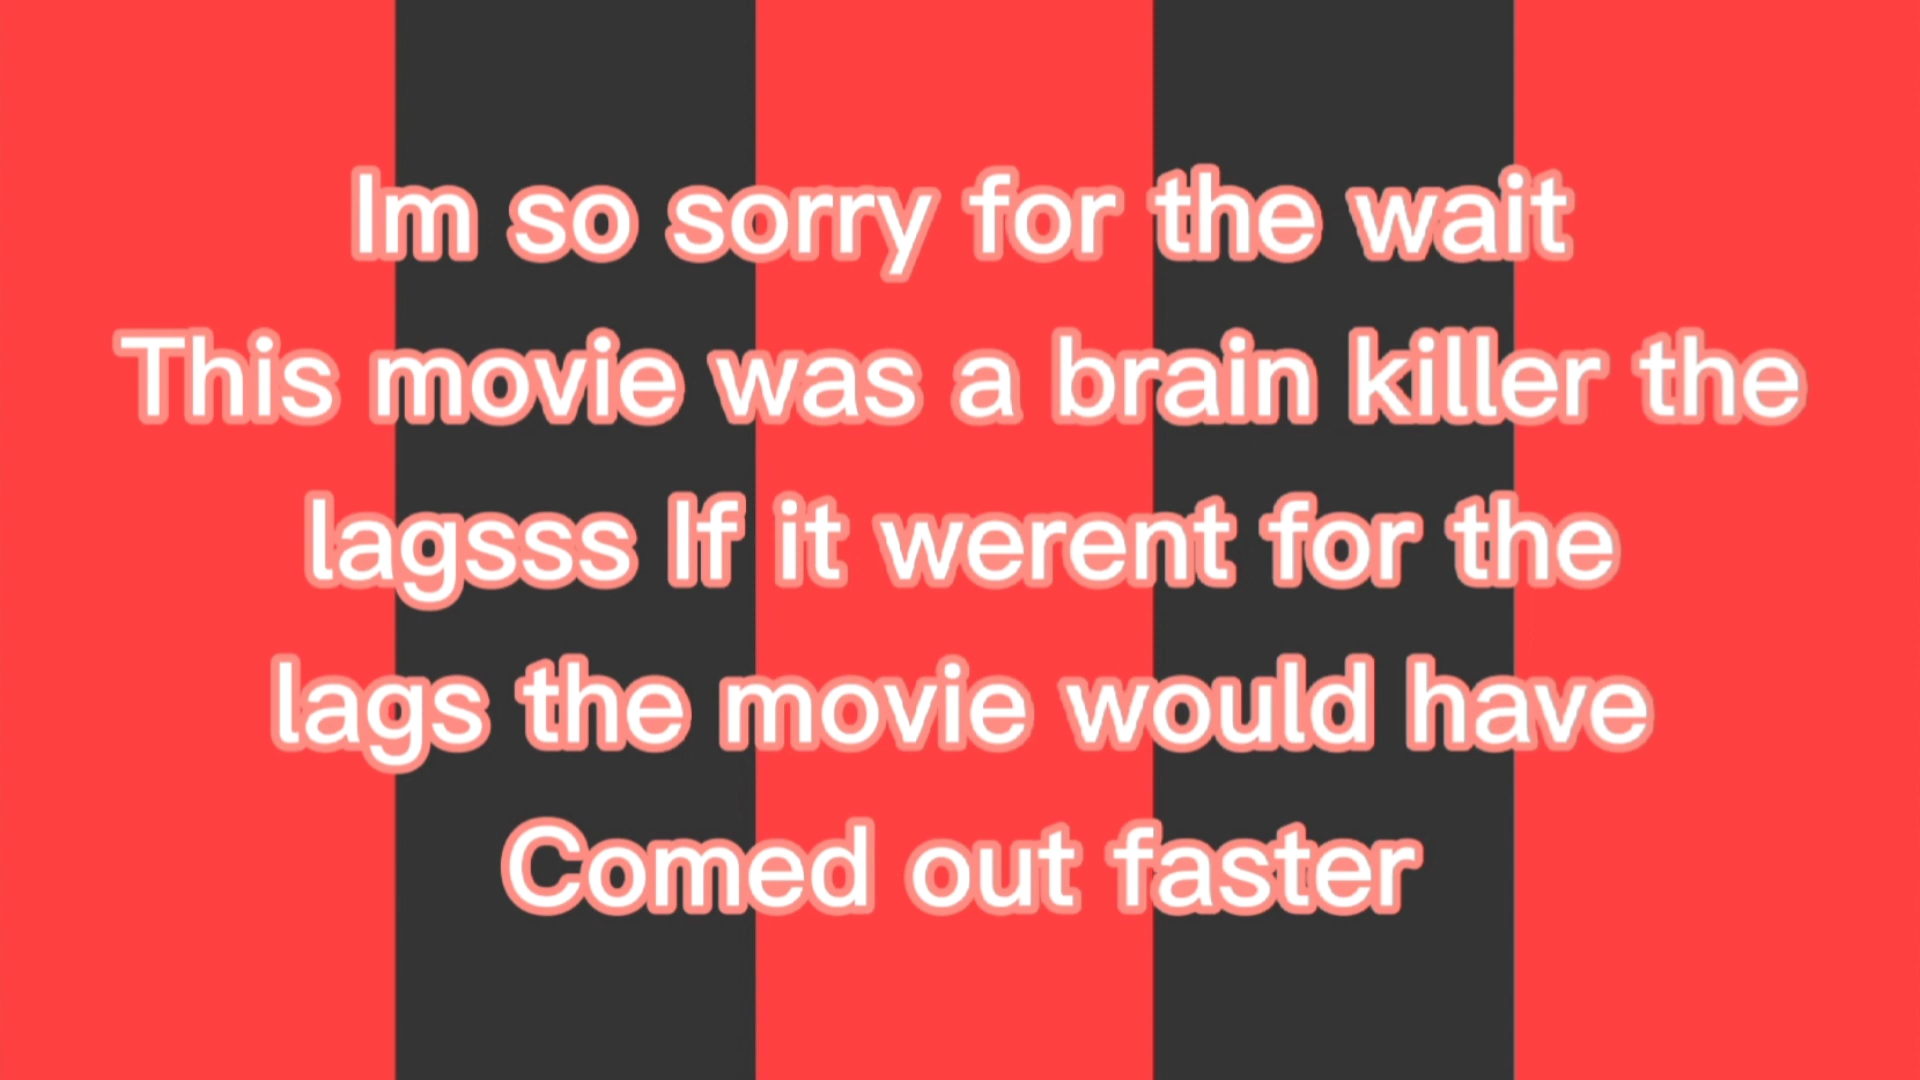 Im so sorry for the wait
This movie was a brain killer the
lagsss If it werent for the
lags the movie would have
Comed out faster